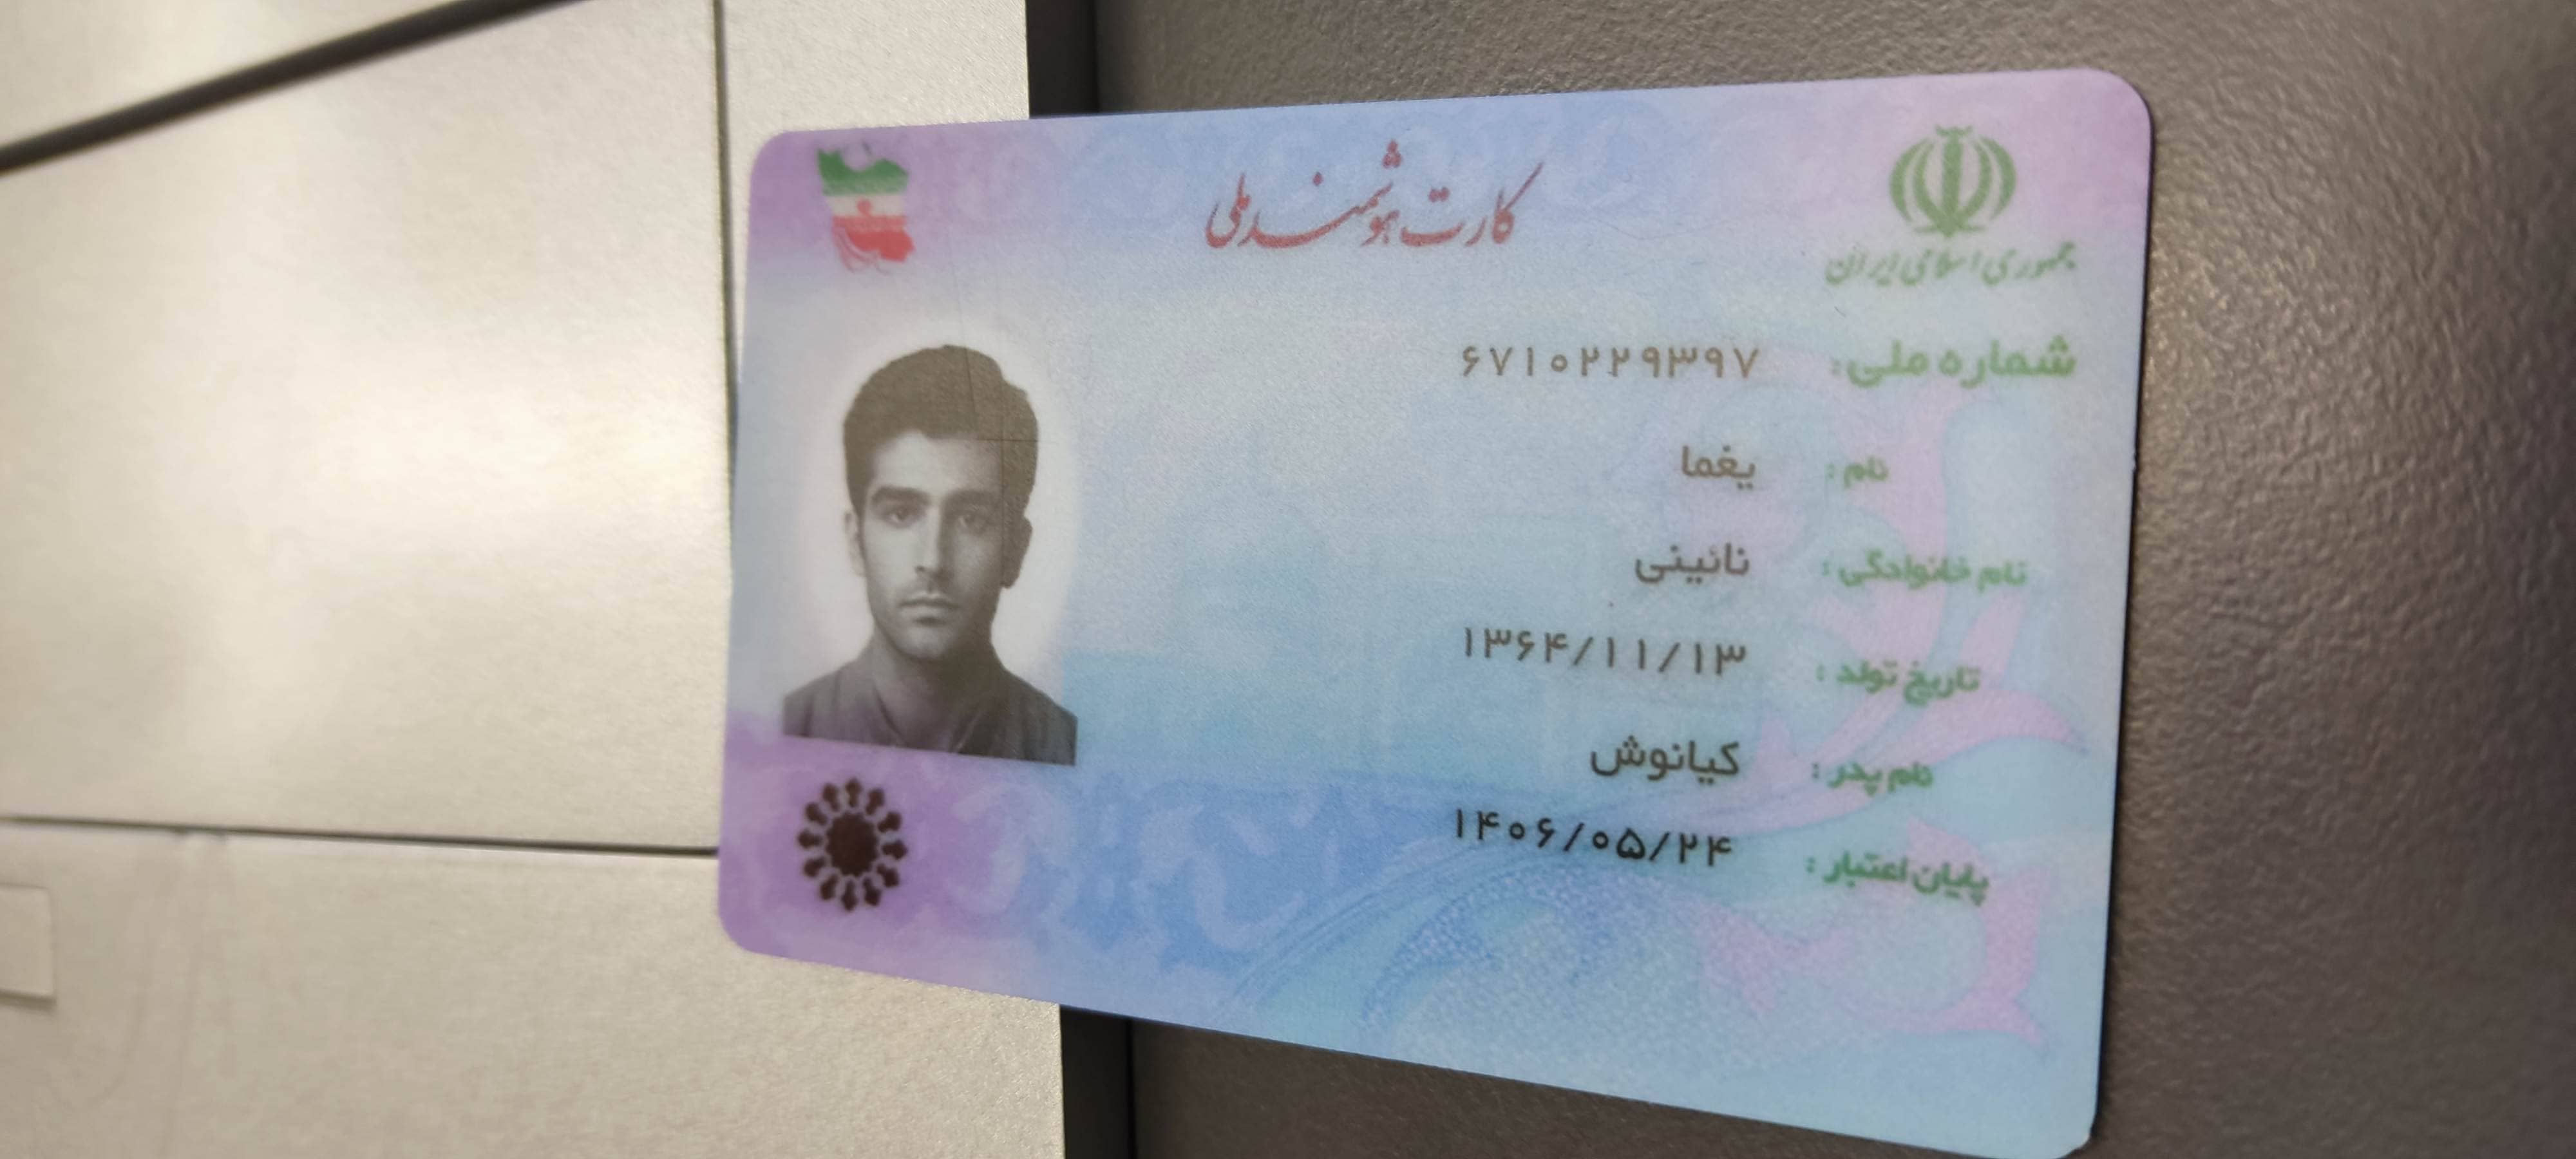 کارت هوشمند ملی
جمهوری اسلامی ایران
شماره ملی: ۶۷۱۰۲۲۹۳۹۷
نام : یغما
نام خانوادگی : نائینی
تاریخ تولد : ۱۳۶۴/۱۱/۱۳
نام پدر : کیانوش
پایان اعتبار : ۱۴۰۶/۰۵/۲۴